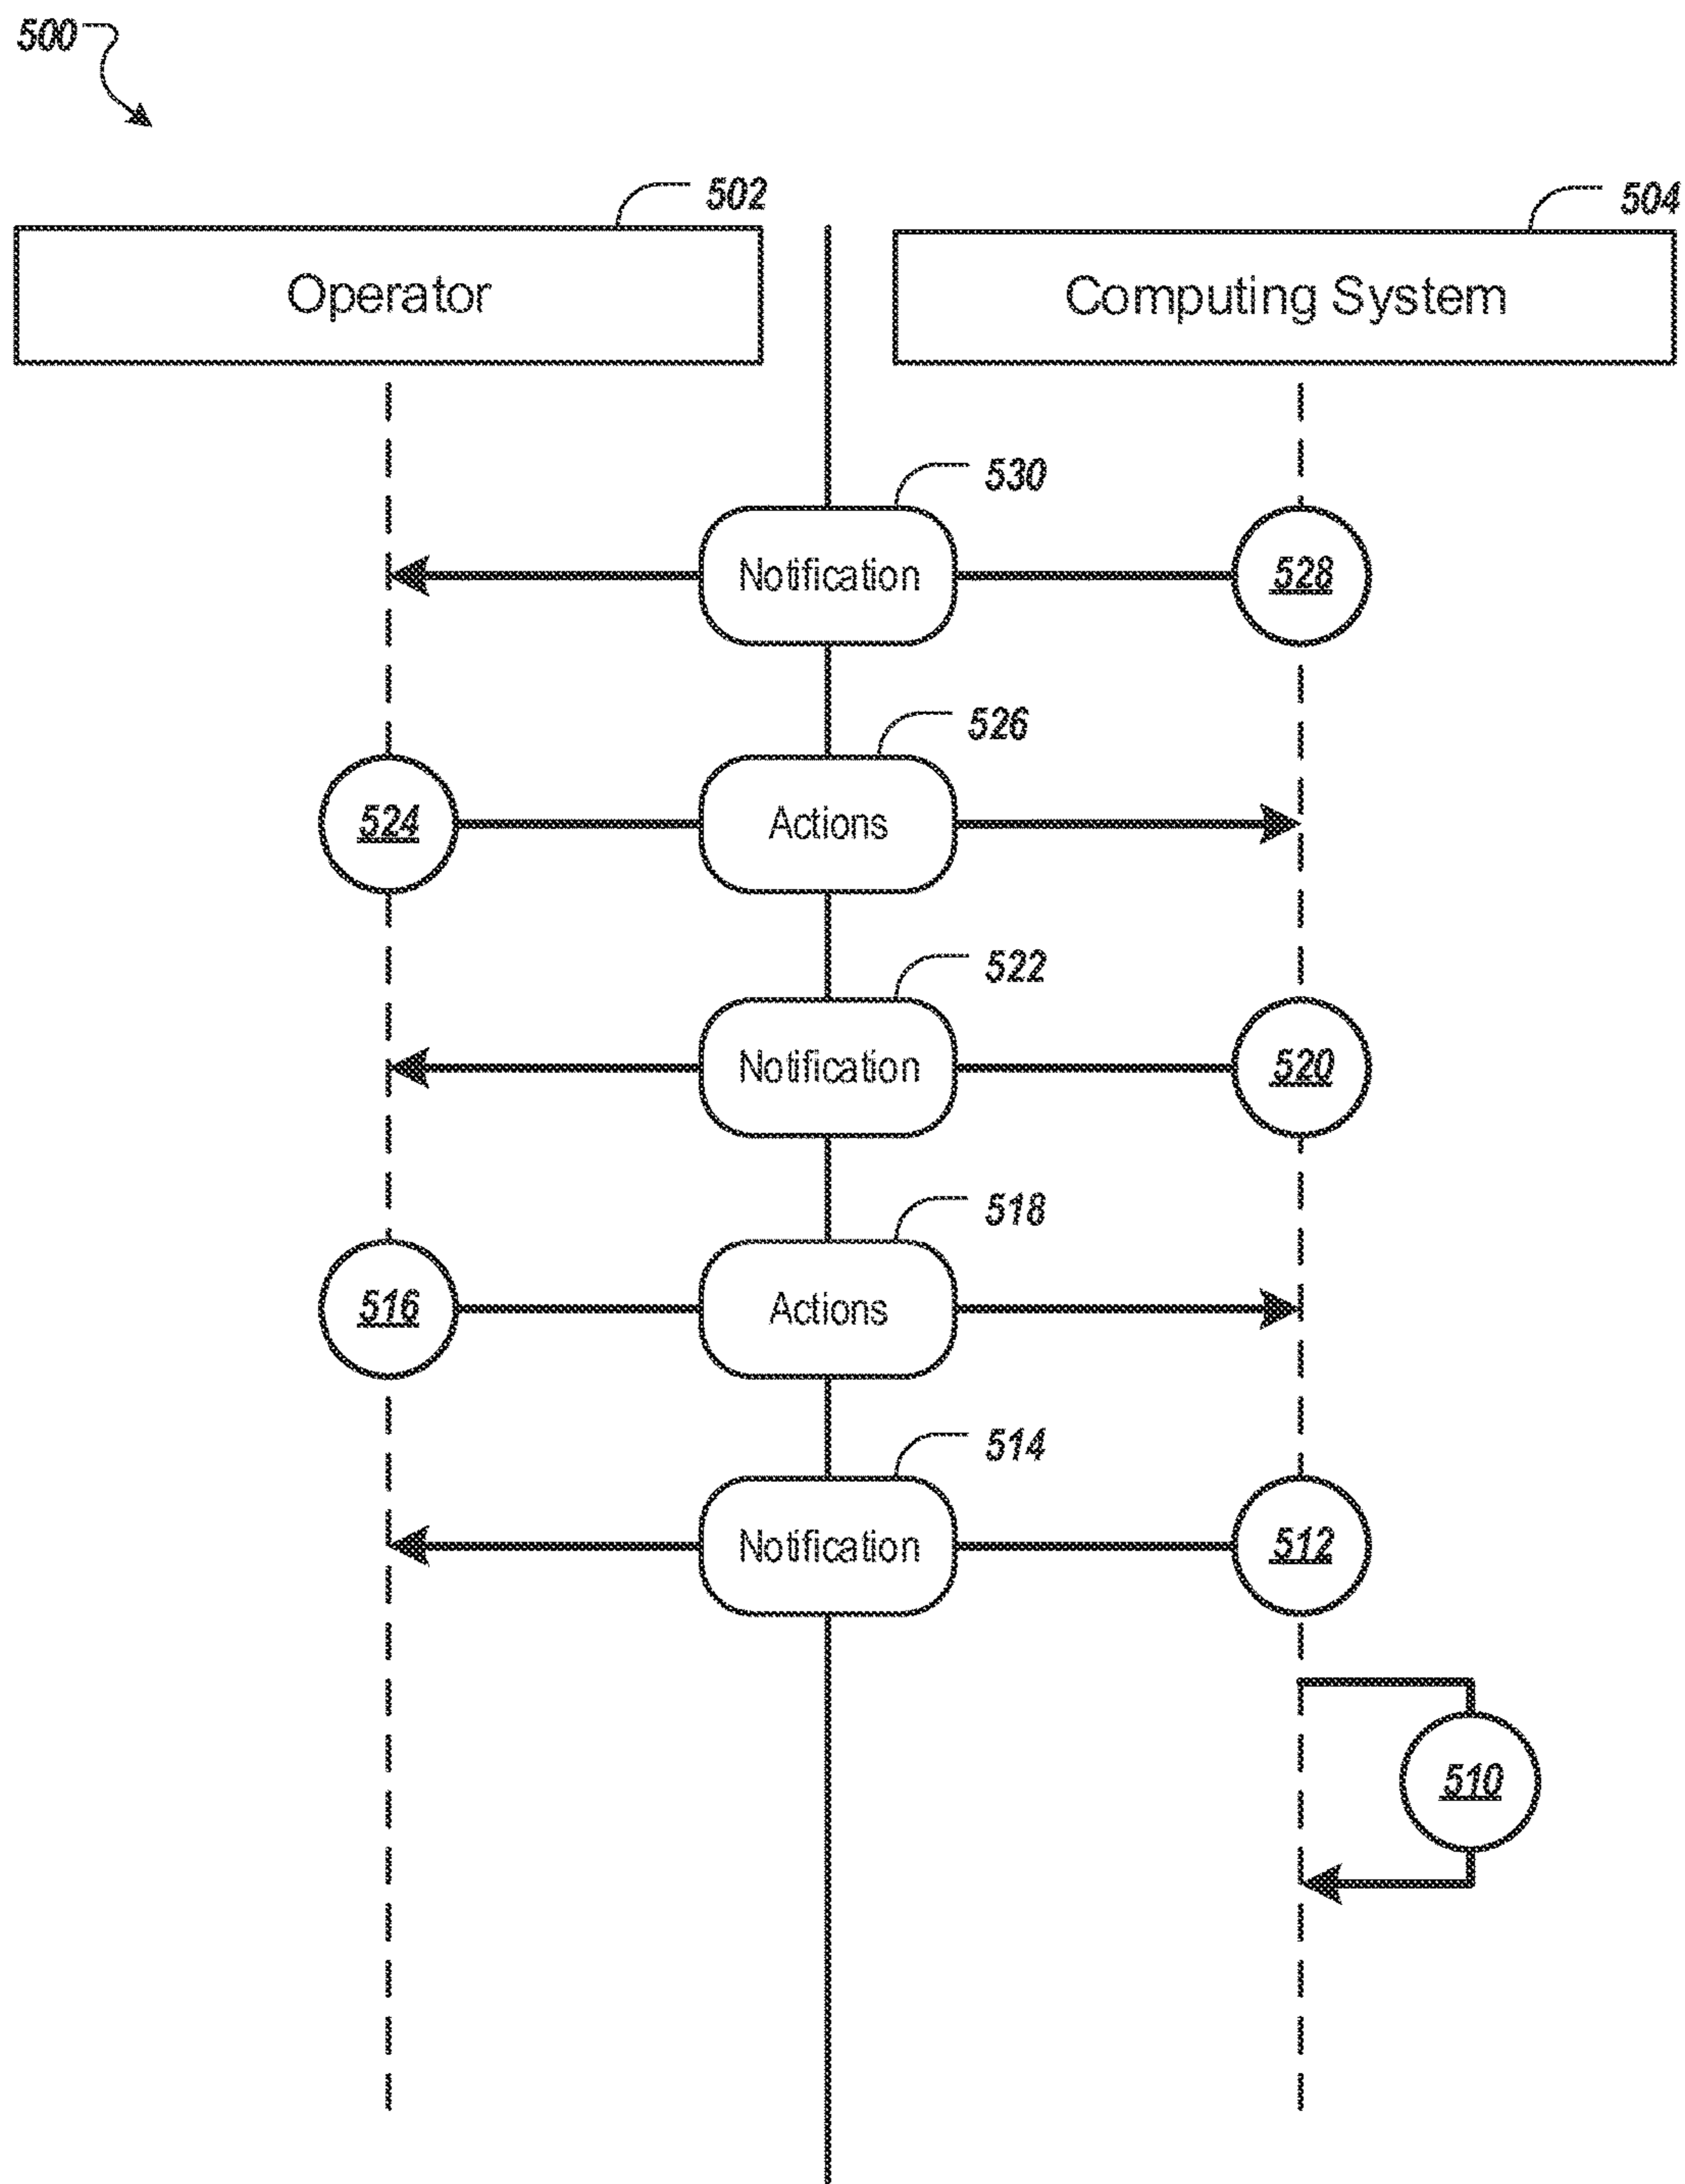 500
502
504
Operator
Computing System
530
Notification
528
526
524
Actions
522
Notification
520
518
516
Actions
514
Notification
512
510